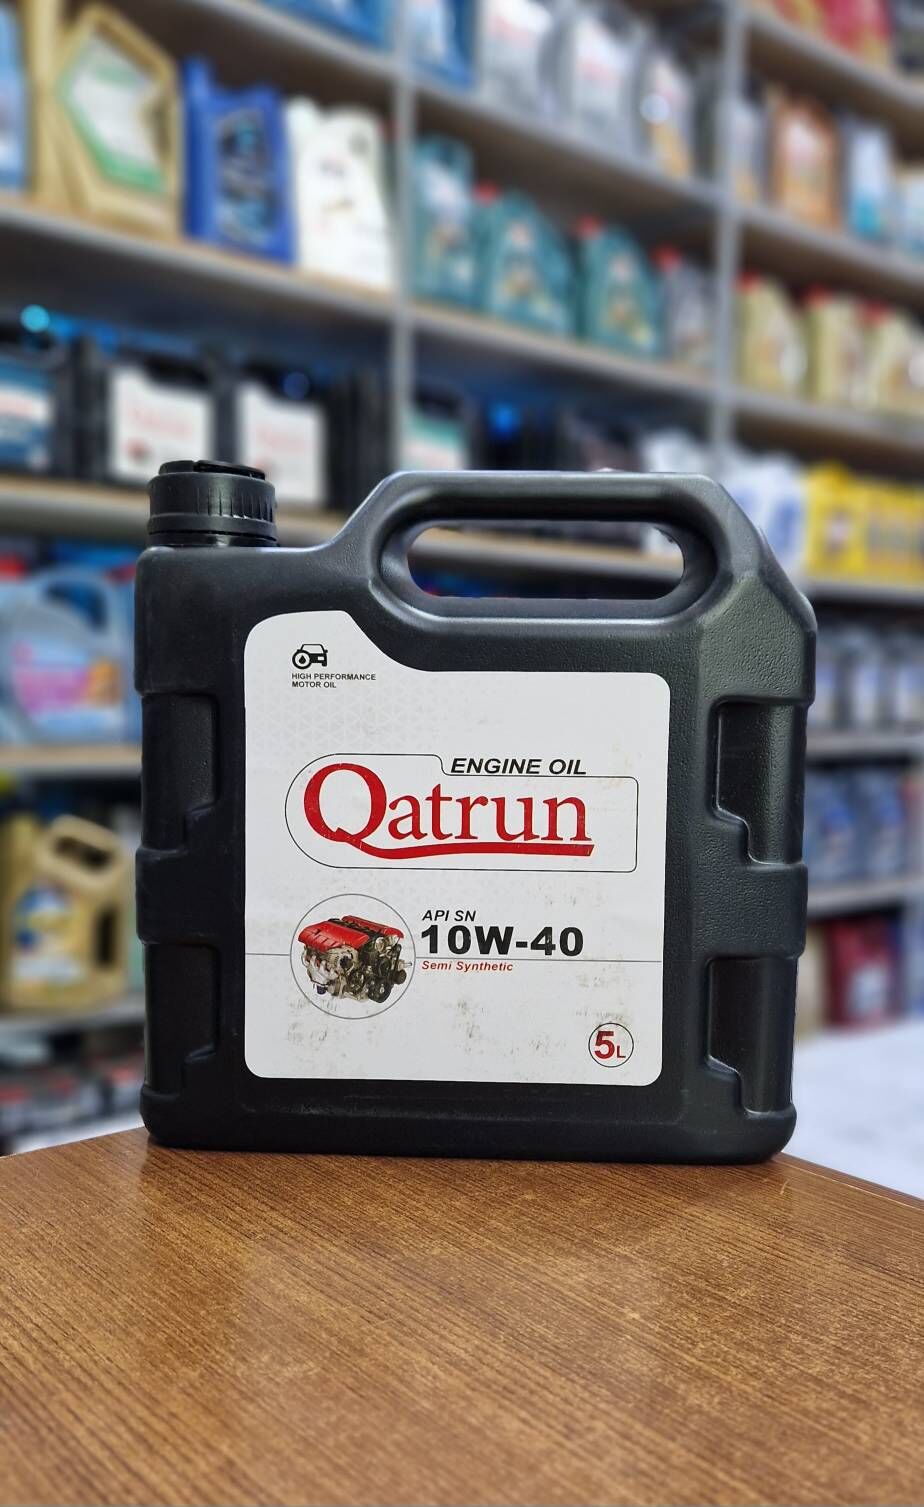 HIGH PERFORMANCE
MOTOR OIL
ENGINE OIL
Qatrun
API SN
10W-40
Semi Synthetic
5L